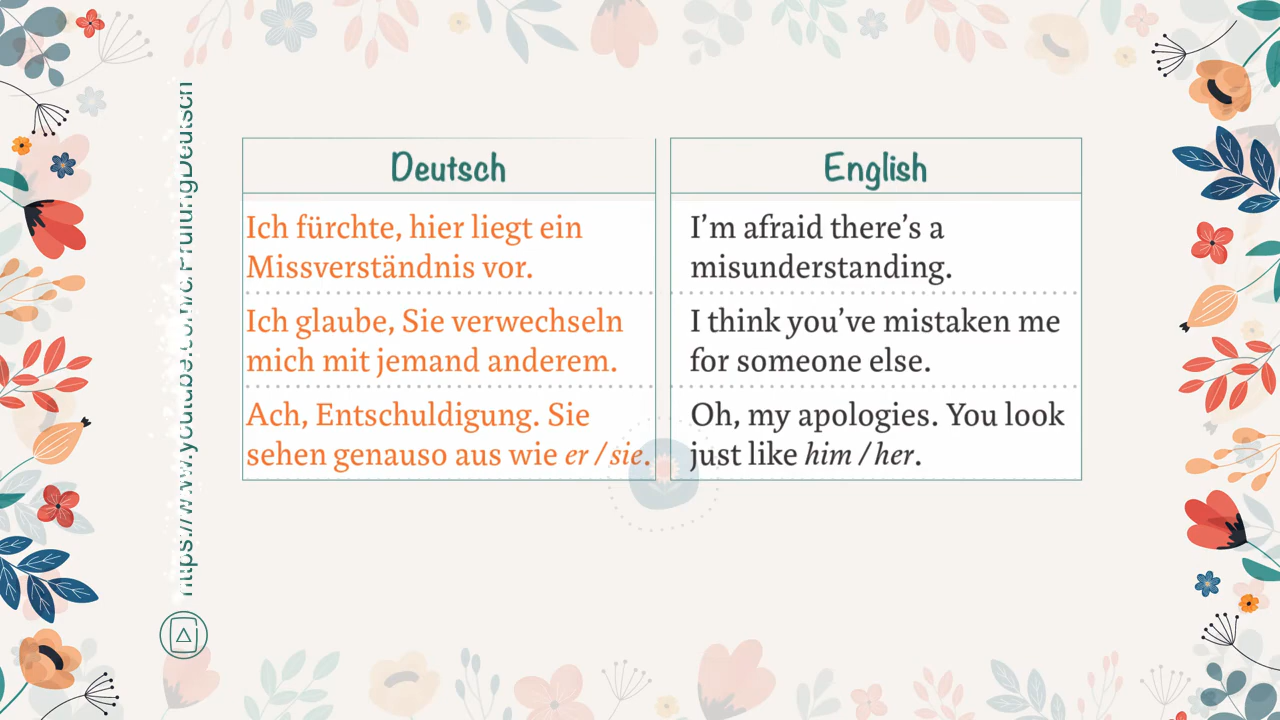 https://www.youtube.com/c/PrüfungDeutsch
Deutsch
Ich fürchte, hier liegt ein
Missverständnis vor.
Ich glaube, Sie verwechseln
mich mit jemand anderem.
Ach, Entschuldigung. Sie
sehen genauso aus wie er / sie.
English
I’m afraid there’s a
misunderstanding.
I think you’ve mistaken me
for someone else.
Oh, my apologies. You look
just like him / her.